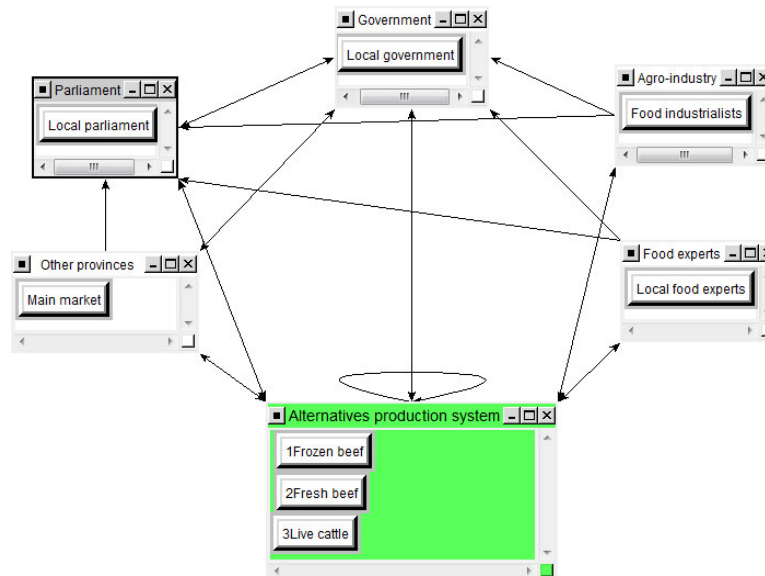 Government
Local government
Parliament
Local parliament
Agro-industry
Food industrialists
Other provinces
Main market
Food experts
Local food experts
Alternatives production system
1Frozen beef
2Fresh beef
3Live cattle